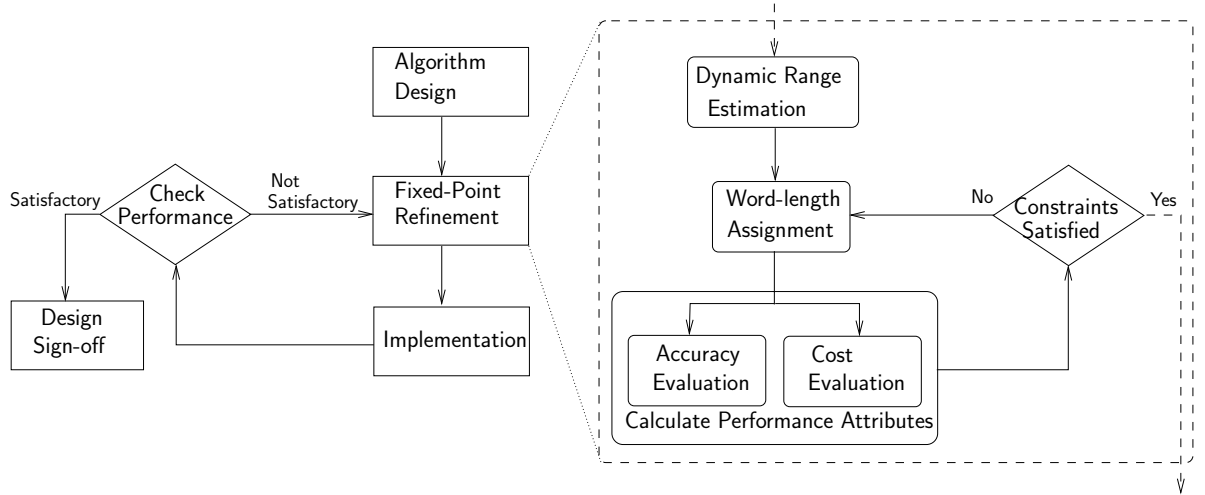 Algorithm
Design
Fixed-Point
Refinement
Implementation
Check
Performance
Satisfactory
Not
Satisfactory
Design
Sign-off
Dynamic Range
Estimation
Word-length
Assignment
Accuracy
Evaluation
Cost
Evaluation
Calculate Performance Attributes
Constraints
Satisfied
No
Yes